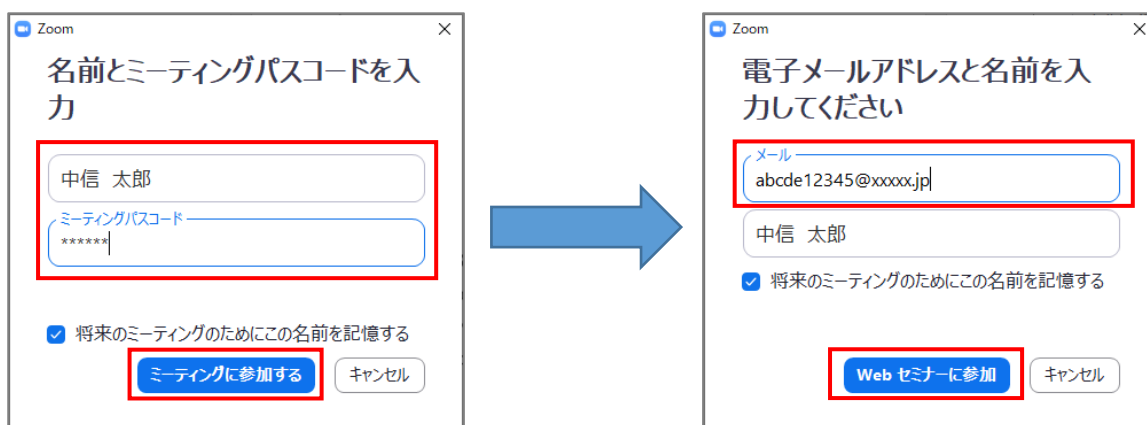 Zoom
名前とミーティングパスコードを入
力
中信 太郎
ミーティングパスコード
******
将来のミーティングのためにこの名前を記憶する
ミーティングに参加する
キャンセル
Zoom
電子メールアドレスと名前を入
力してください
メール
abcde12345@xxxxx.jp
中信 太郎
将来のミーティングのためにこの名前を記憶する
Web セミナーに参加
キャンセル